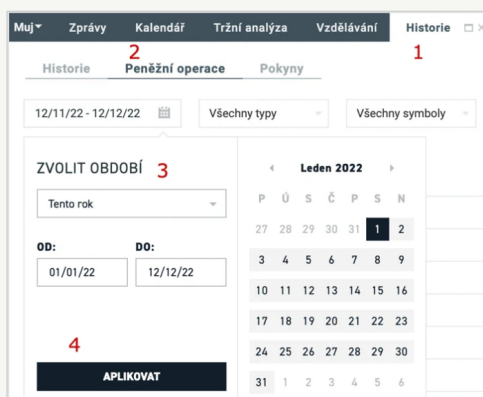 Muj Zprávy Kalendář Tržní analýza Vzdělávání Historie
2 1
Historie Peněžní operace Pokyny
12/11/22 - 12/12/22 Všechny typy Všechny symboly
ZVOLIT OBDOBÍ 3
Tento rok
OD: DO:
01/01/22 12/12/22
4
APLIKOVAT
Leden 2022
P Ú S Č P S N
27 28 29 30 31 1 2
3 4 5 6 7 8 9
10 11 12 13 14 15 16
17 18 19 20 21 22 23
24 25 26 27 28 29 30
31 1 2 3 4 5 6